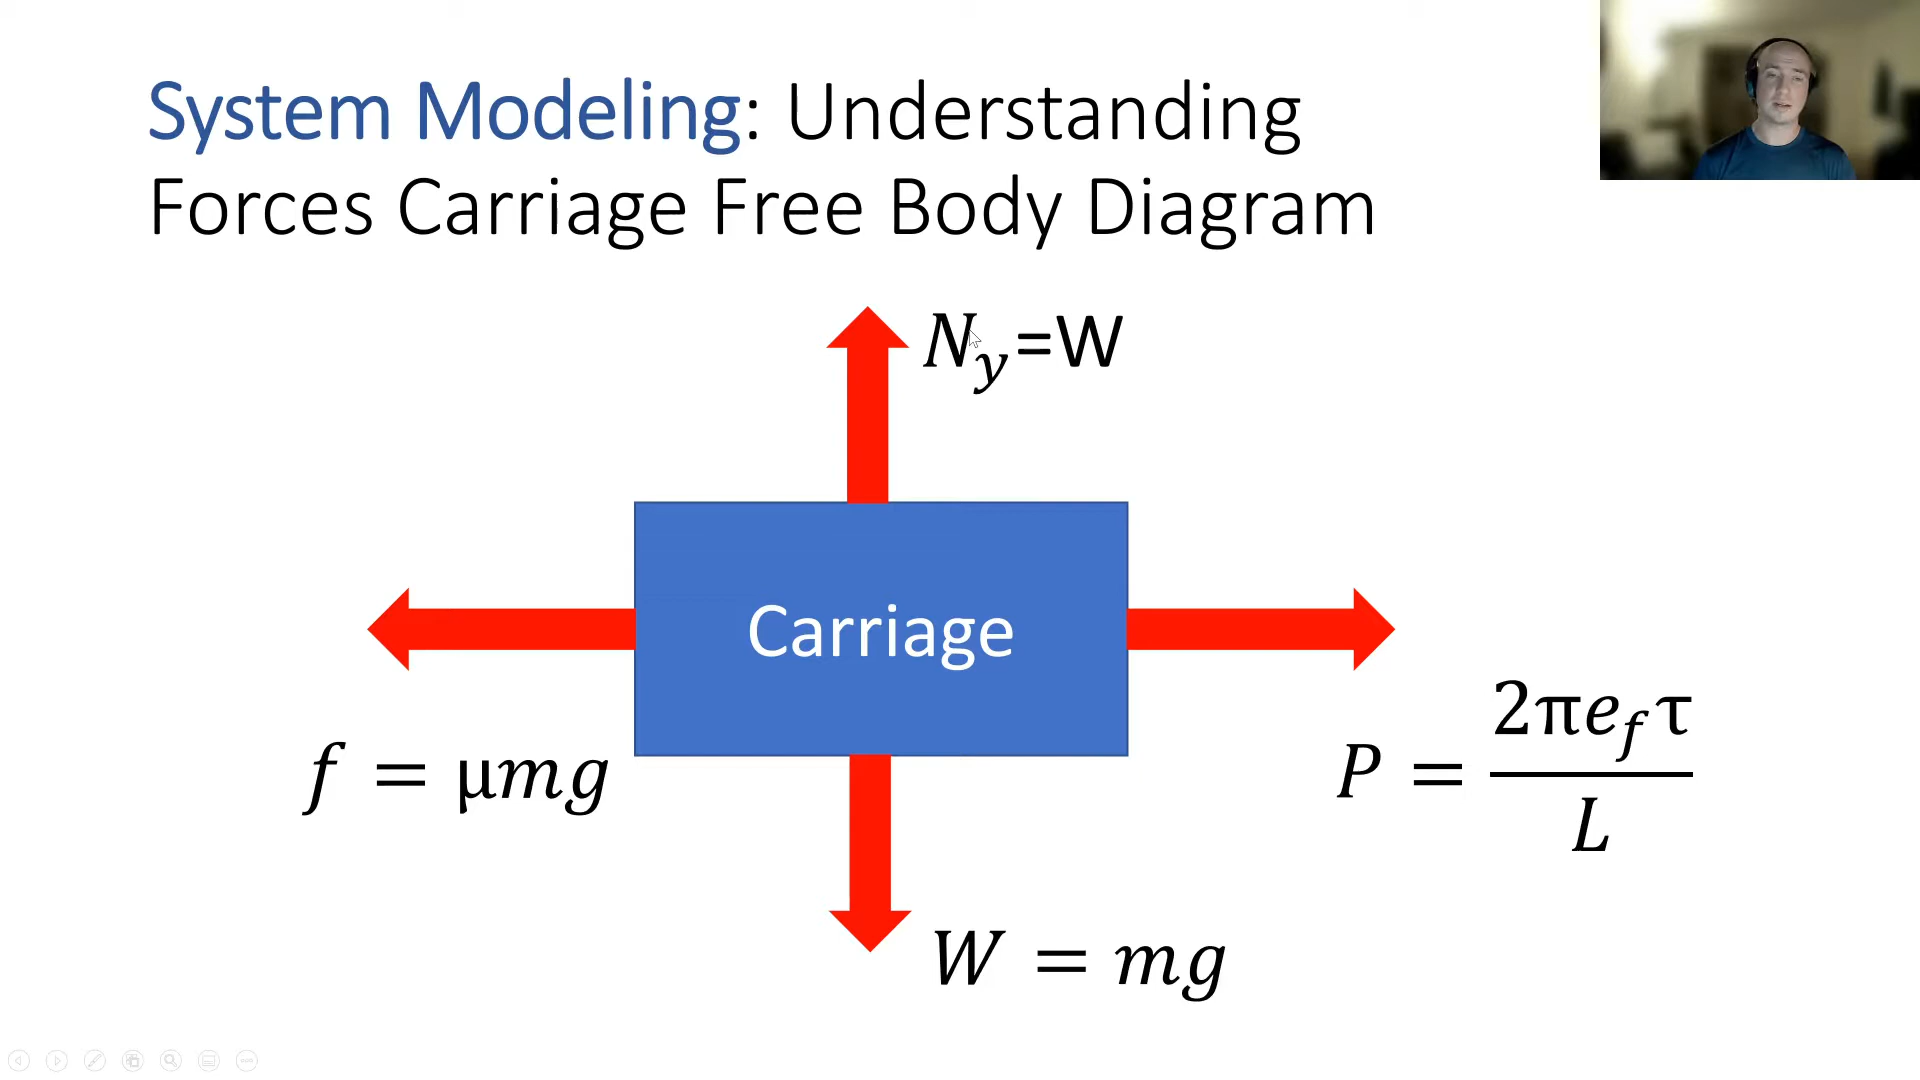 System Modeling: Understanding
Forces Carriage Free Body Diagram
N_y=W
Carriage
f = μmg
P = 2πe_fτ / L
W = mg